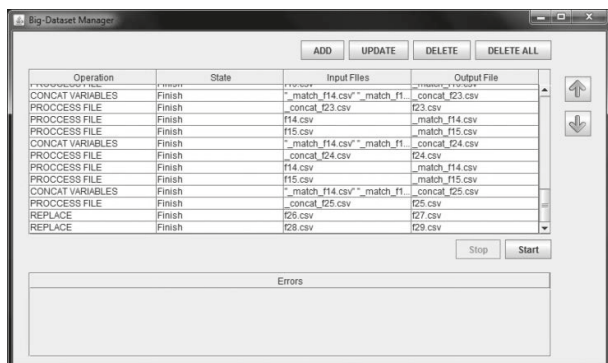 Big-Dataset Manager
ADD UPDATE DELETE DELETE ALL
Operation State Input FIles Output File
CONCAT VARIABLES Finish "_match_f14.csv" "_match_f1... _concat_f23.csv
PROCCESS FILE Finish _concat_f23.csv f23.csv
PROCCESS FILE Finish f14.csv _match_f14.csv
PROCCESS FILE Finish f15.csv _match_f15.csv
CONCAT VARIABLES Finish "_match_f14.csv" "_match_f1... _concat_f24.csv
PROCCESS FILE Finish _concat_f24.csv f24.csv
PROCCESS FILE Finish f14.csv _match_f14.csv
PROCCESS FILE Finish f15.csv _match_f15.csv
CONCAT VARIABLES Finish "_match_f14.csv" "_match_f1... _concat_f25.csv
PROCCESS FILE Finish _concat_f25.csv f25.csv
REPLACE Finish f26.csv f27.csv
REPLACE Finish f28.csv f29.csv
Stop Start
Errors